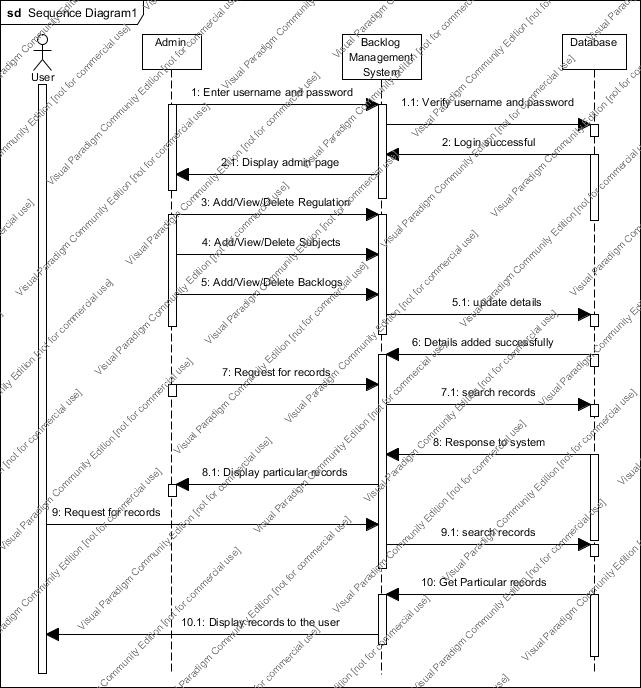 sd Sequence Diagram1
User
Admin
Backlog
Management
System
Database
1: Enter username and password
1.1: Verify username and password
2: Login successful
2.1: Display admin page
3: Add/View/Delete Regulation
4: Add/View/Delete Subjects
5: Add/View/Delete Backlogs
5.1: update details
6: Details added successfully
7: Request for records
7.1: search records
8: Response to system
8.1: Display particular records
9: Request for records
9.1: search records
10: Get Particular records
10.1: Display records to the user
Visual Paradigm Community Edition [not for commercial use]